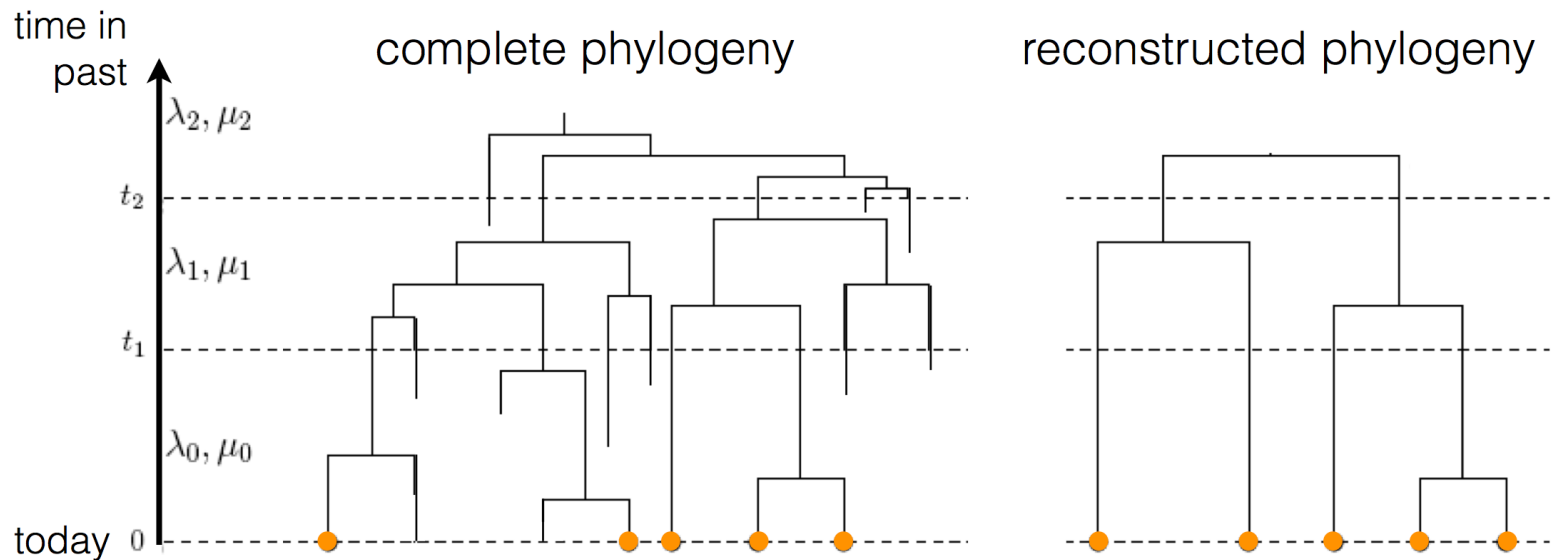 time in
past
complete phylogeny
reconstructed phylogeny
λ₂, μ₂
t₂
λ₁, μ₁
t₁
λ₀, μ₀
today 0